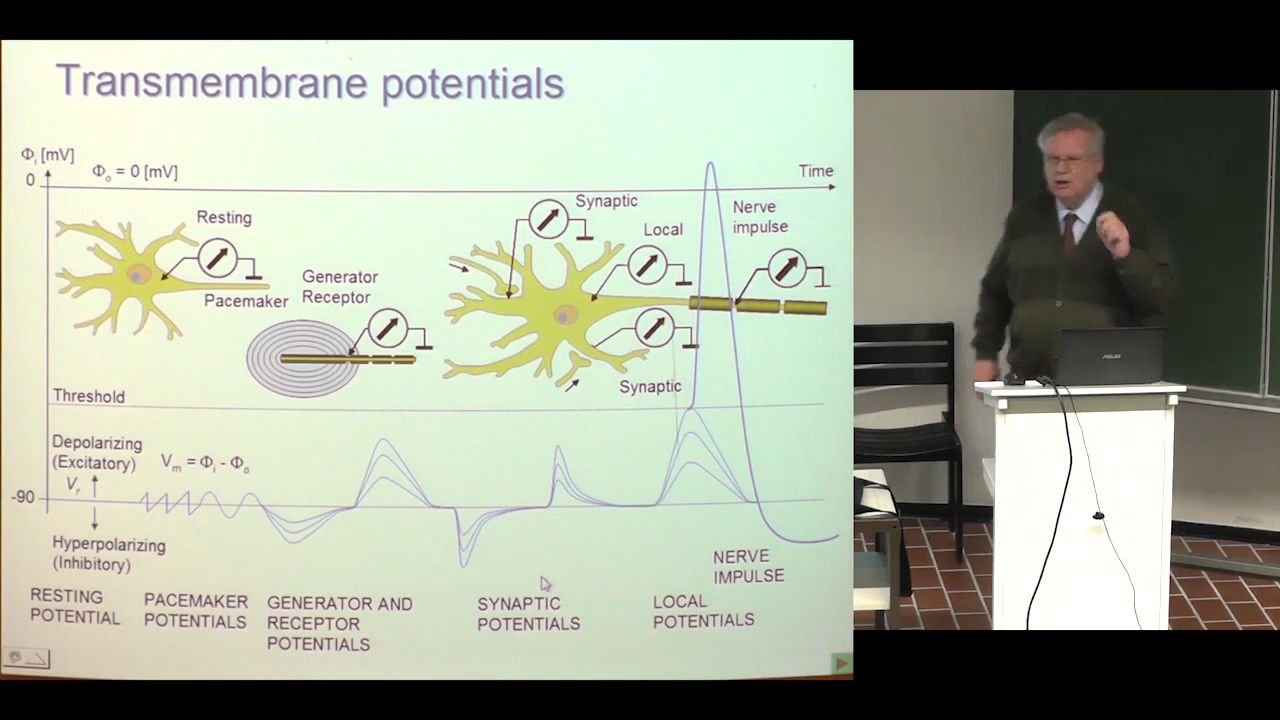 Transmembrane potentials
Φi [mV]
Φo = 0 [mV]
0
Time
Resting
Pacemaker
Generator
Receptor
Synaptic
Local
Nerve
impulse
Synaptic
Threshold
Depolarizing
(Excitatory)
Vm = Φi - Φo
Vr
-90
Hyperpolarizing
(Inhibitory)
NERVE
IMPULSE
RESTING
POTENTIAL
PACEMAKER
POTENTIALS
GENERATOR AND
RECEPTOR
POTENTIALS
SYNAPTIC
POTENTIALS
LOCAL
POTENTIALS
ASUS